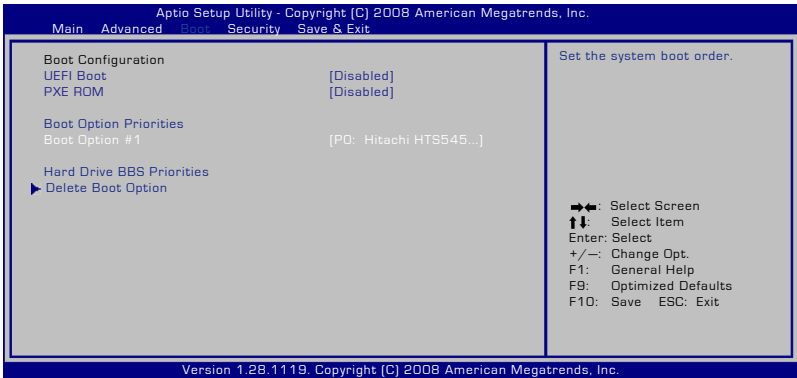 Aptio Setup Utility - Copyright (C) 2008 American Megatrends, Inc.
Main Advanced Boot Security Save & Exit
Boot Configuration
UEFI Boot [Disabled]
PXE ROM [Disabled]
Boot Option Priorities
Boot Option #1 [P0: Hitachi HTS545...]
Hard Drive BBS Priorities
Delete Boot Option
Set the system boot order.
: Select Screen
: Select Item
Enter: Select
+/—: Change Opt.
F1: General Help
F9: Optimized Defaults
F10: Save ESC: Exit
Version 1.28.1119. Copyright (C) 2008 American Megatrends, Inc.